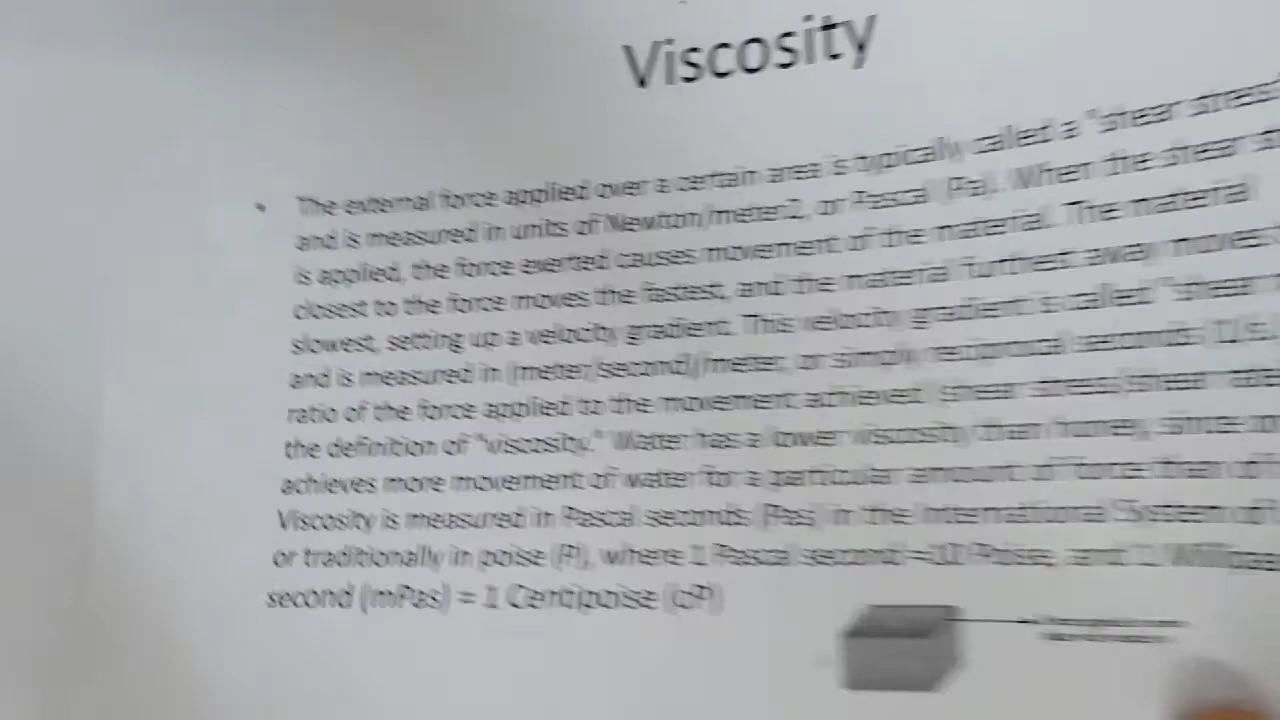 Viscosity
• The external force applied over a certain area is typically called a "shear stress"
and is measured in units of Newton/meter2, or Pascal (Pa). When the shear
is applied, the force exerted causes movement of the material. The material
closest to the force moves the fastest, and the material furthest away moves
slowest, setting up a velocity gradient. This velocity gradient is called "shear
and is measured in (meter/second)/meter, or simply reciprocal seconds (1/s).
ratio of the force applied to the movement achieved (shear stress/shear rate)
the definition of "viscosity." Water has a lower viscosity than honey, since
achieves more movement of water for a particular amount of force than of
Viscosity is measured in Pascal seconds (Pas) in the International System of
or traditionally in poise (P), where 1 Pascal second =10 Poise, and 1
second (mPas) = 1 Centipoise (cP)